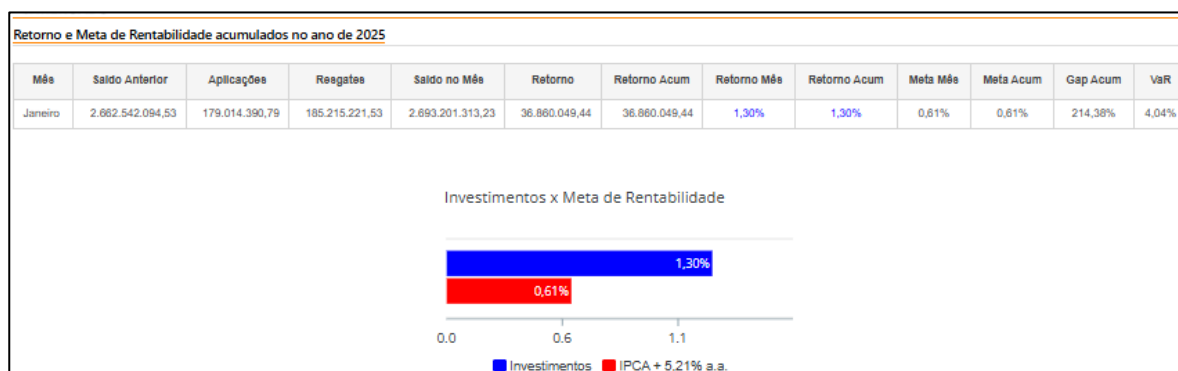 Retorno e Meta de Rentabilidade acumulados no ano de 2025
Mês Saldo Anterior Aplicações Resgates Saldo no Mês Retorno Retorno Acum Retorno Mês Retorno Acum Meta Mês Meta Acum Gap Acum VaR
Janeiro 2.662.542.094,53 179.014.390,79 185.215.221,53 2.693.201.313,23 36.860.049,44 36.860.049,44 1,30% 1,30% 0,61% 0,61% 214,38% 4,04%
Investimentos x Meta de Rentabilidade
1,30%
0,61%
0.0 0.6 1.1
Investimentos IPCA + 5,21% a.a.